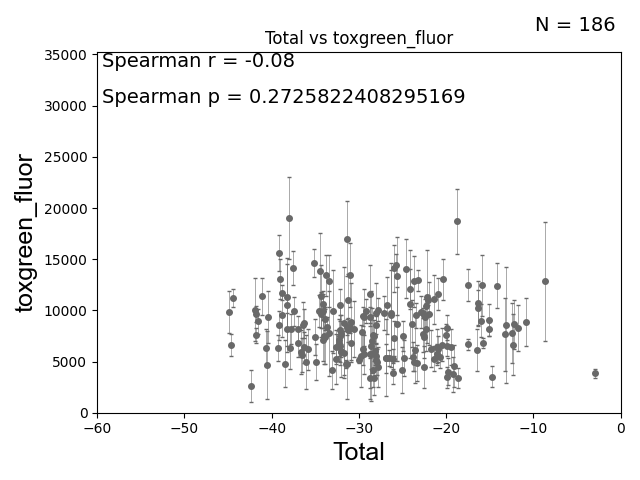 N = 186
Total vs toxgreen_fluor
Spearman r = -0.08
Spearman p = 0.2725822408295169
35000
30000
25000
20000
15000
10000
5000
0
toxgreen_fluor
−60
−50
−40
−30
−20
−10
0
Total